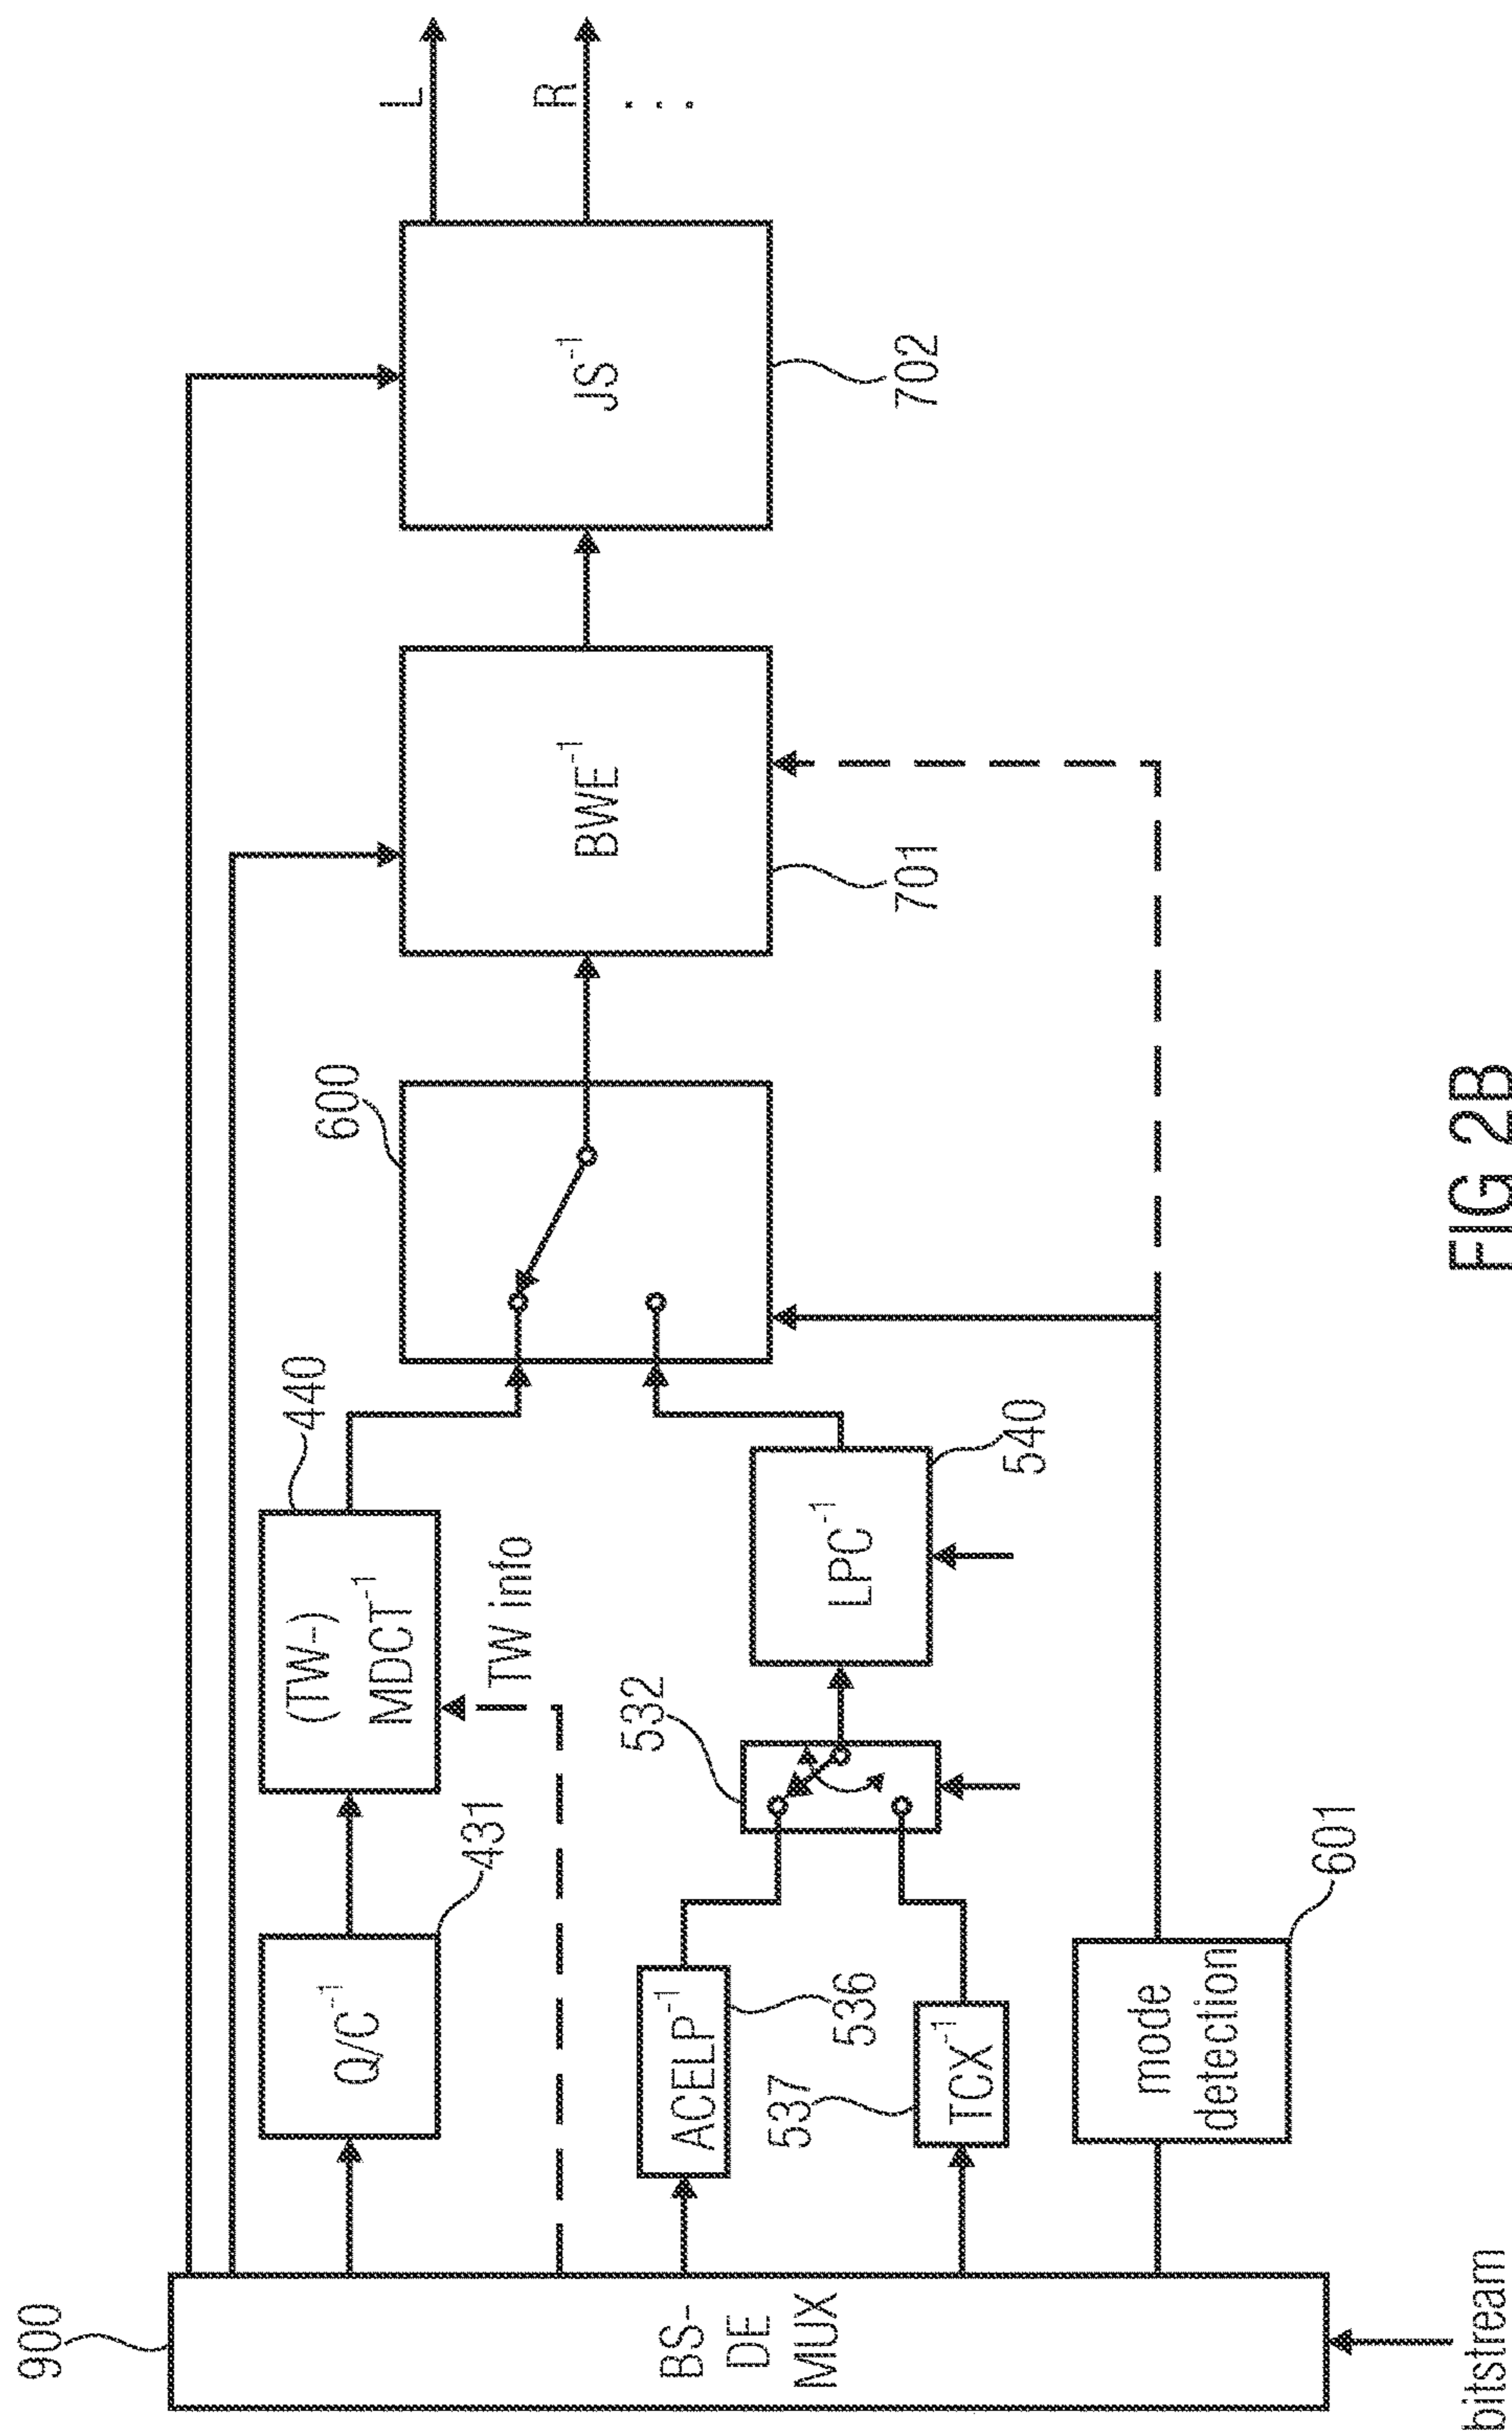 900
BS-
DE
MUX
bitstream
Q/C⁻¹
431
(TW-)
MDCT⁻¹
440
TW info
ACELP⁻¹
536
TCX⁻¹
537
532
LPC⁻¹
540
mode
detection
601
600
BWE⁻¹
701
JS⁻¹
702
L
R
...
FIG 2B